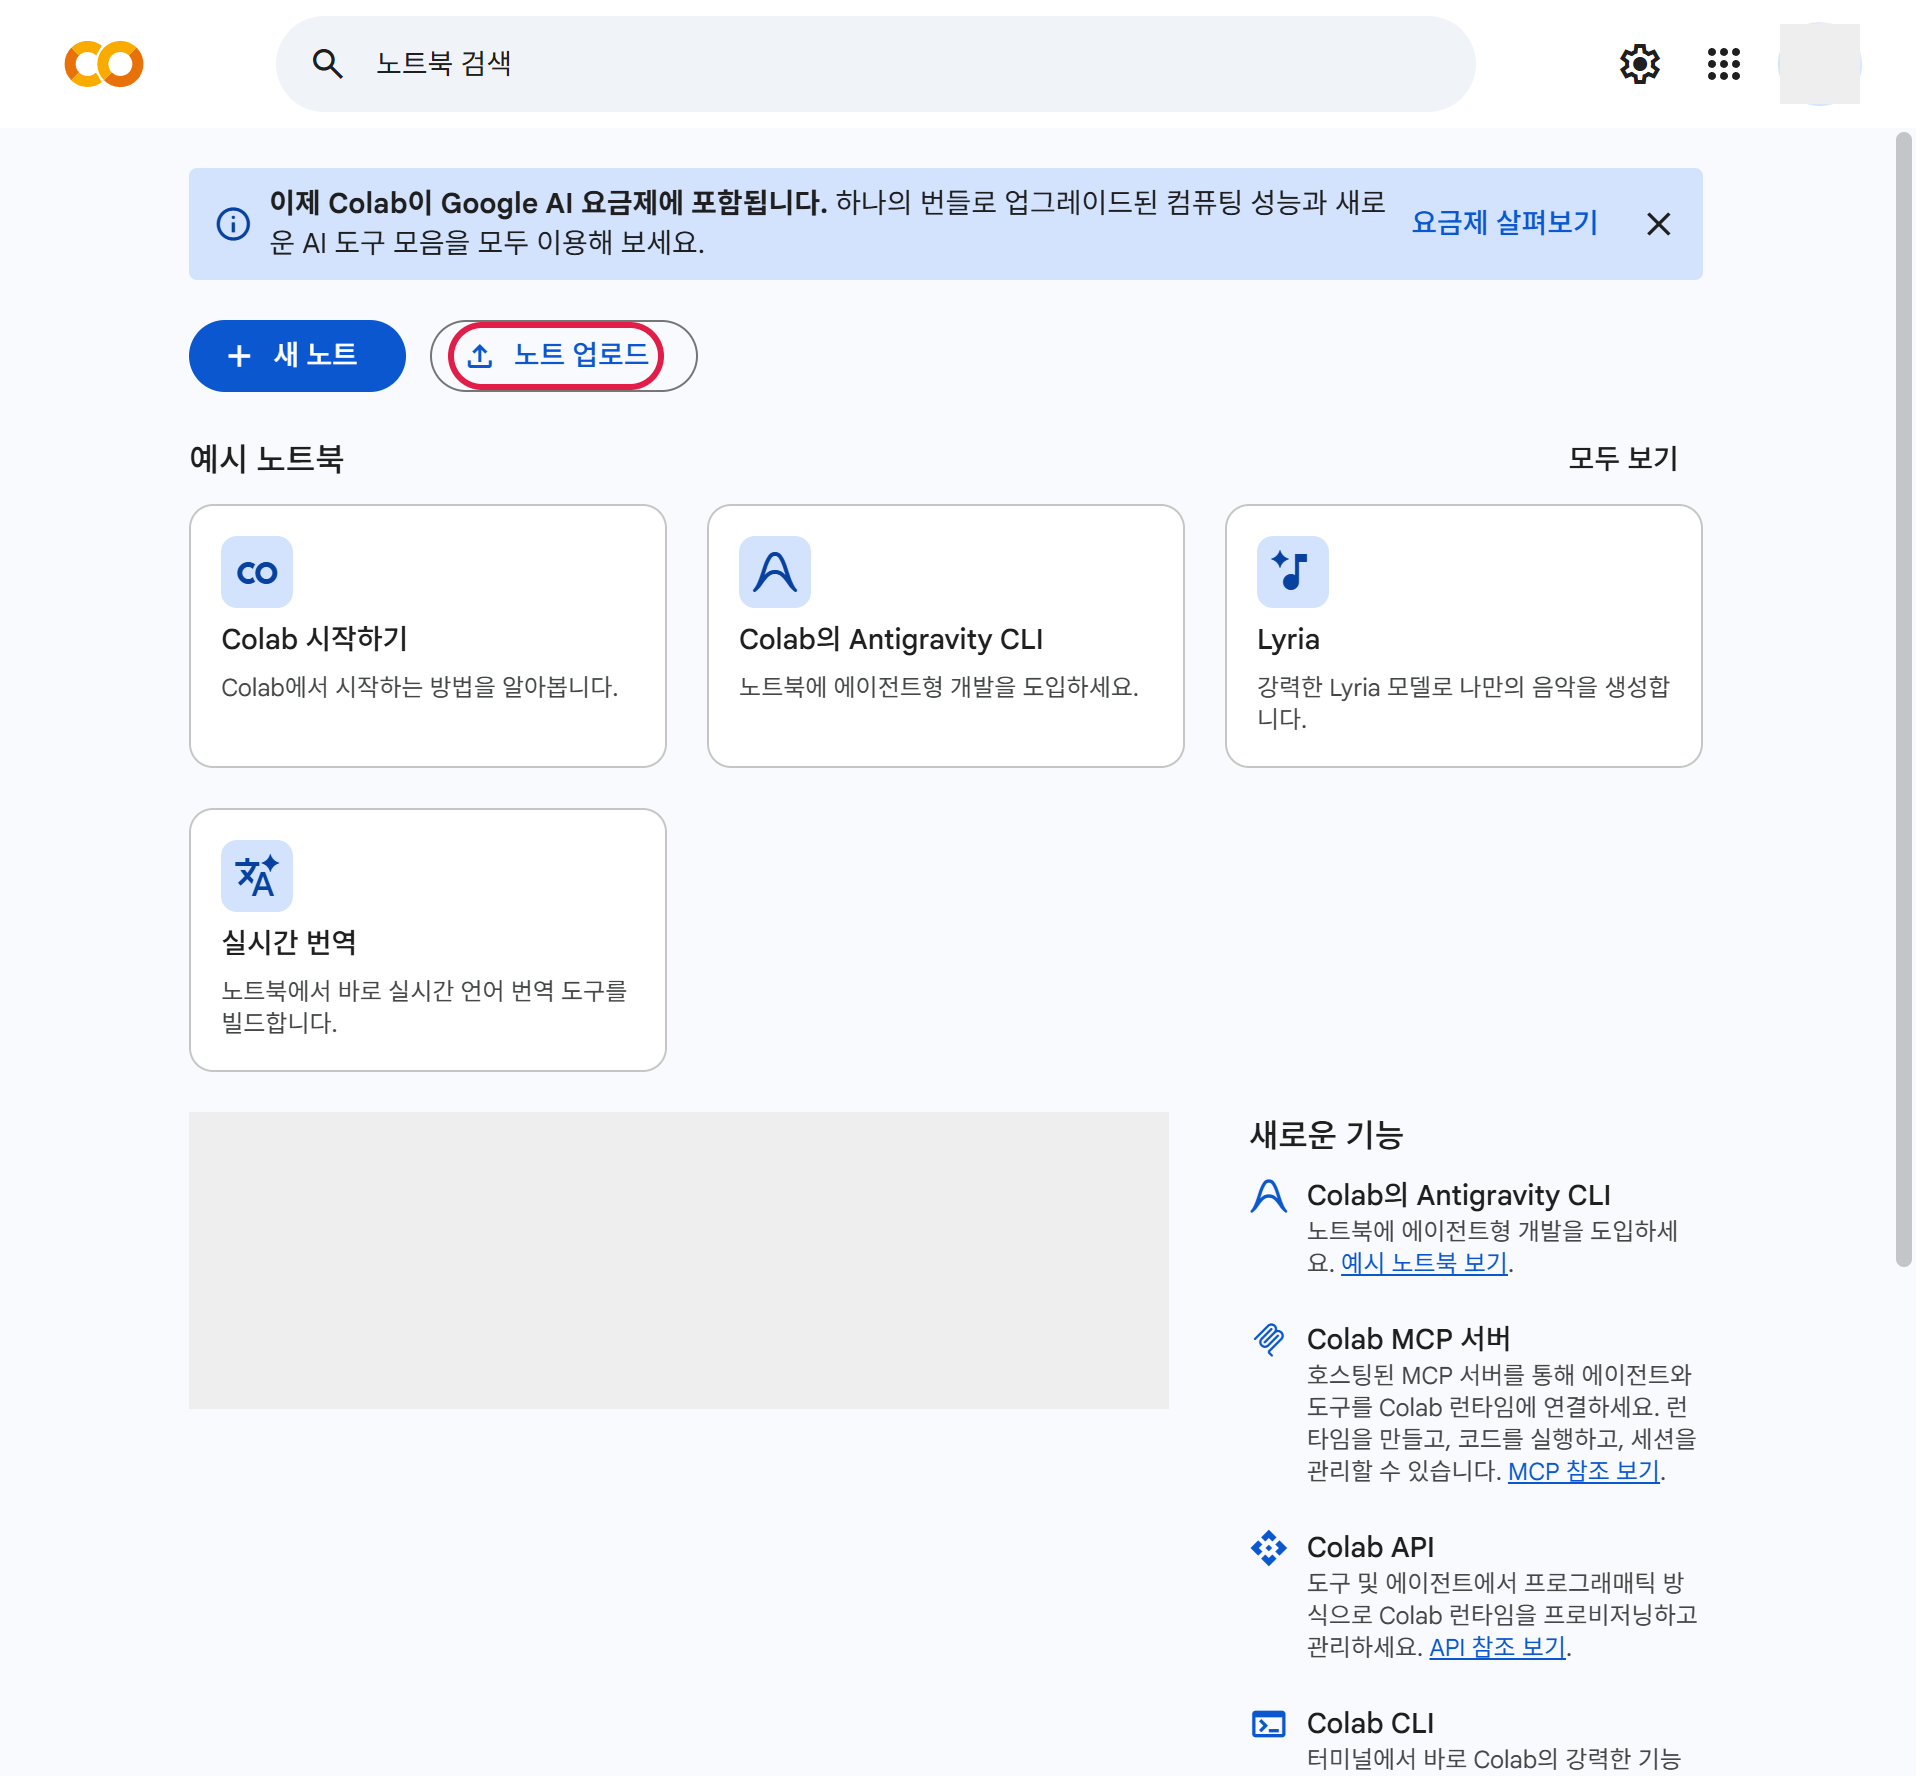 노트북 검색
이제 Colab이 Google AI 요금제에 포함됩니다. 하나의 번들로 업그레이드된 컴퓨팅 성능과 새로
운 AI 도구 모음을 모두 이용해 보세요.
요금제 살펴보기
새 노트
노트 업로드
예시 노트북
모두 보기
Colab 시작하기
Colab에서 시작하는 방법을 알아봅니다.
Colab의 Antigravity CLI
노트북에 에이전트형 개발을 도입하세요.
Lyria
강력한 Lyria 모델로 나만의 음악을 생성합
니다.
실시간 번역
노트북에서 바로 실시간 언어 번역 도구를
빌드합니다.
새로운 기능
Colab의 Antigravity CLI
노트북에 에이전트형 개발을 도입하세
요. 예시 노트북 보기.
Colab MCP 서버
호스팅된 MCP 서버를 통해 에이전트와
도구를 Colab 런타임에 연결하세요. 런
타임을 만들고, 코드를 실행하고, 세션을
관리할 수 있습니다. MCP 참조 보기.
Colab API
도구 및 에이전트에서 프로그래매틱 방
식으로 Colab 런타임을 프로비저닝하고
관리하세요. API 참조 보기.
Colab CLI
터미널에서 바로 Colab의 강력한 기능